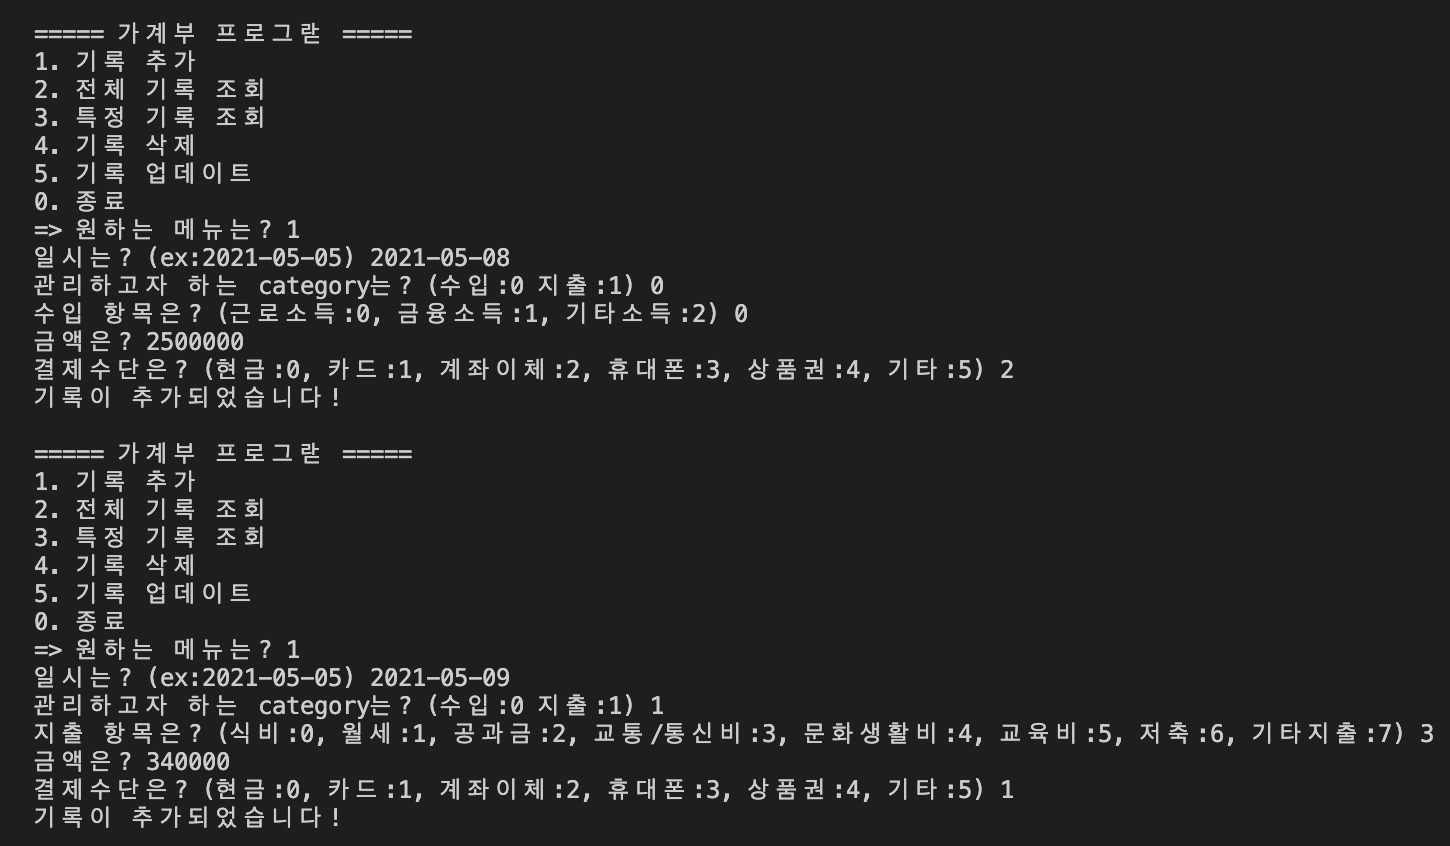 ===== 가계부 프로그랃 =====
1. 기록 추가
2. 전체 기록 조회
3. 특정 기록 조회
4. 기록 삭제
5. 기록 업데이트
0. 종료
=> 원하는 메뉴는? 1
일시는? (ex:2021-05-05) 2021-05-08
관리하고자 하는 category는? (수입:0 지출:1) 0
수입 항목은? (근로소득:0, 금융소득:1, 기타소득:2) 0
금액은? 2500000
결제수단은? (현금:0, 카드:1, 계좌이체:2, 휴대폰:3, 상품권:4, 기타:5) 2
기록이 추가되었습니다!
===== 가계부 프로그랃 =====
1. 기록 추가
2. 전체 기록 조회
3. 특정 기록 조회
4. 기록 삭제
5. 기록 업데이트
0. 종료
=> 원하는 메뉴는? 1
일시는? (ex:2021-05-05) 2021-05-09
관리하고자 하는 category는? (수입:0 지출:1) 1
지출 항목은? (식비:0, 월세:1, 공과금:2, 교통/통신비:3, 문화생활비:4, 교육비:5, 저축:6, 기타지출:7) 3
금액은? 340000
결제수단은? (현금:0, 카드:1, 계좌이체:2, 휴대폰:3, 상품권:4, 기타:5) 1
기록이 추가되었습니다!